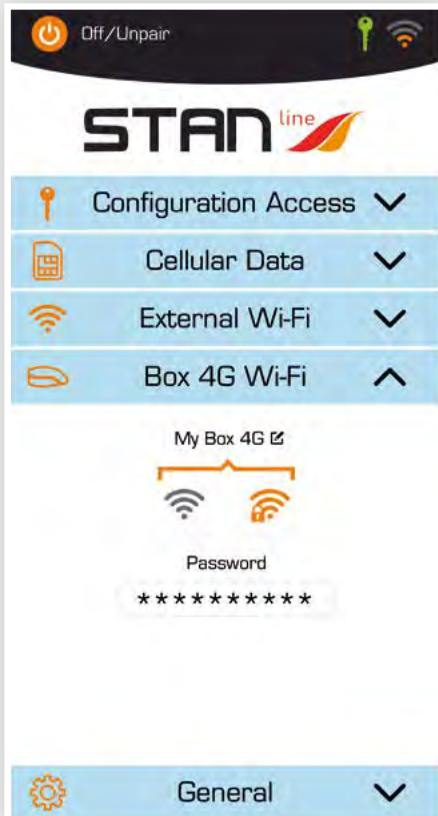 Off/Unpair
STAN line
Configuration Access
Cellular Data
External Wi-Fi
Box 4G Wi-Fi
My Box 4G
Password
**********
General